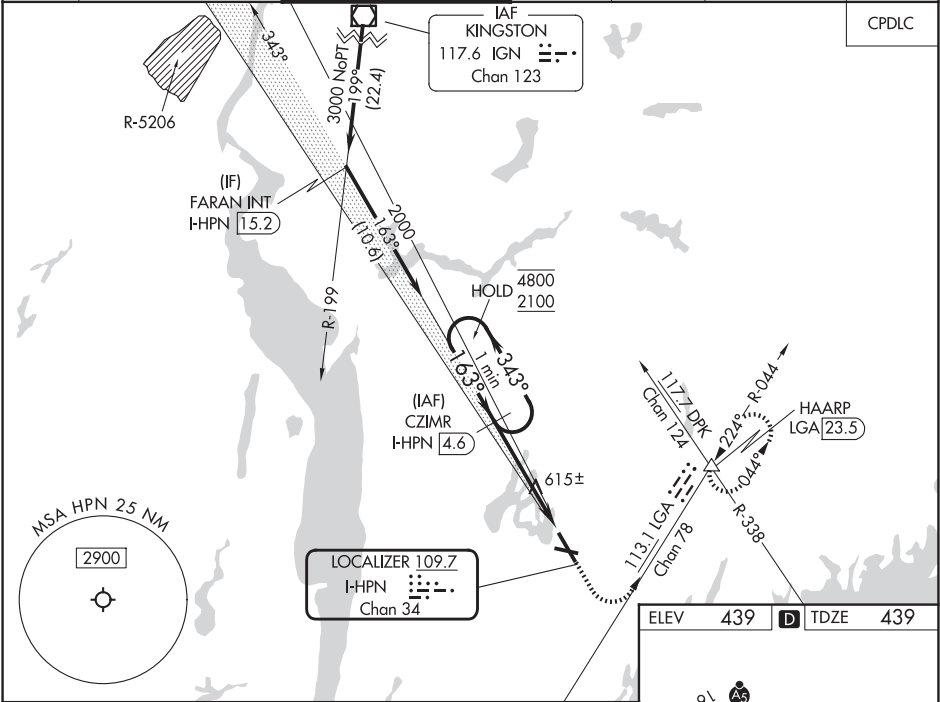 IAF
KINGSTON
117.6 IGN
Chan 123
CPDLC
343°
3000 NoPT
199°
(22.4)
R-5206
(IF)
FARAN INT
I-HPN 15.2
2000
163°
(10.6)
R-199
HOLD 4800
2100
1 min
343°
163°
(IAF)
CZIMR
I-HPN 4.6
117.7 DPK
Chan 124
R-044
224°
044°
HAARP
LGA 23.5
615±
113.1 LGA
Chan 78
R-338
MSA HPN 25 NM
2900
LOCALIZER 109.7
I-HPN
Chan 34
ELEV 439 D TDZE 439
16 A5